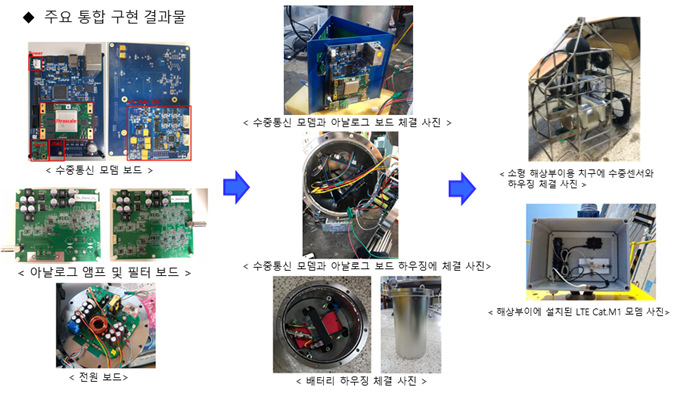 ◆ 주요 통합 구현 결과물
< 수중통신 모뎀 보드 >
< 아날로그 앰프 및 필터 보드 >
< 전원 보드>
< 수중통신 모뎀과 아날로그 보드 체결 사진 >
< 수중통신 모뎀과 아날로그 보드 하우징에 체결 사진>
< 배터리 하우징 체결 사진 >
< 소형 해상부이용 치구에 수중센서와
하우징 체결 사진 >
< 해상부이에 설치된 LTE Cat.M1 모뎀 사진>